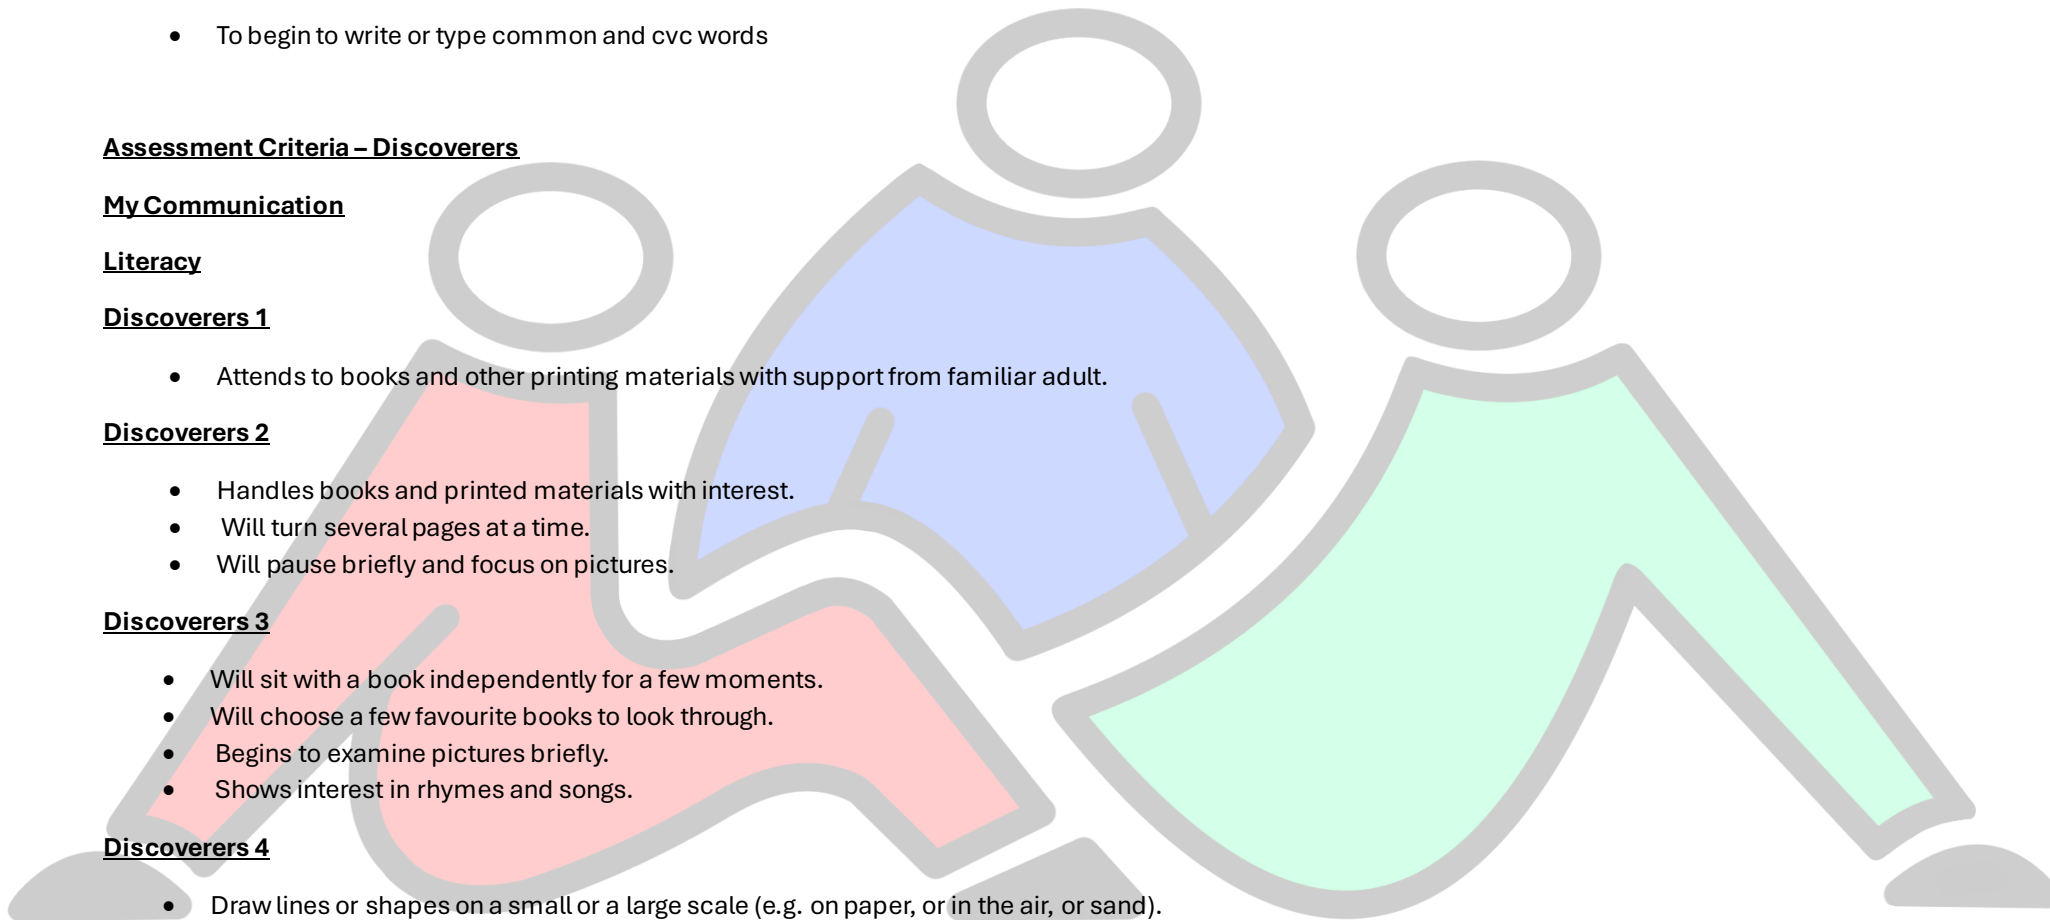 • To begin to write or type common and cvc words
Assessment Criteria – Discoverers
My Communication
Literacy
Discoverers 1
• Attends to books and other printing materials with support from familiar adult.
Discoverers 2
• Handles books and printed materials with interest.
• Will turn several pages at a time.
• Will pause briefly and focus on pictures.
Discoverers 3
• Will sit with a book independently for a few moments.
• Will choose a few favourite books to look through.
• Begins to examine pictures briefly.
• Shows interest in rhymes and songs.
Discoverers 4
• Draw lines or shapes on a small or a large scale (e.g. on paper, or in the air, or sand).